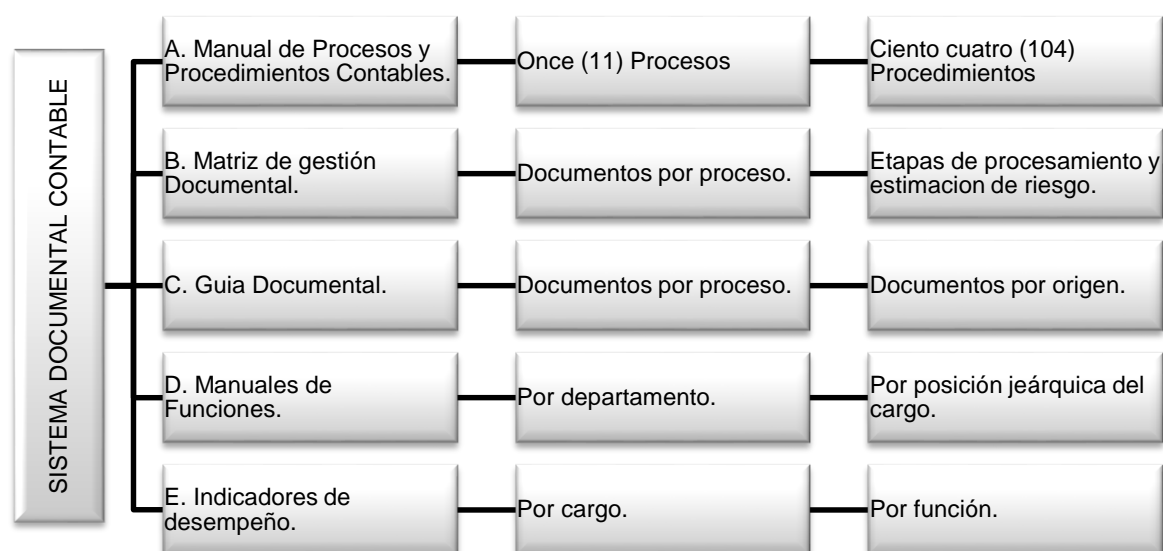 SISTEMA DOCUMENTAL CONTABLE
A. Manual de Procesos y
Procedimientos Contables.
Once (11) Procesos
Ciento cuatro (104)
Procedimientos
B. Matriz de gestión
Documental.
Documentos por proceso.
Etapas de procesamiento y
estimacion de riesgo.
C. Guia Documental.
Documentos por proceso.
Documentos por origen.
D. Manuales de
Funciones.
Por departamento.
Por posición jeárquica del
cargo.
E. Indicadores de
desempeño.
Por cargo.
Por función.